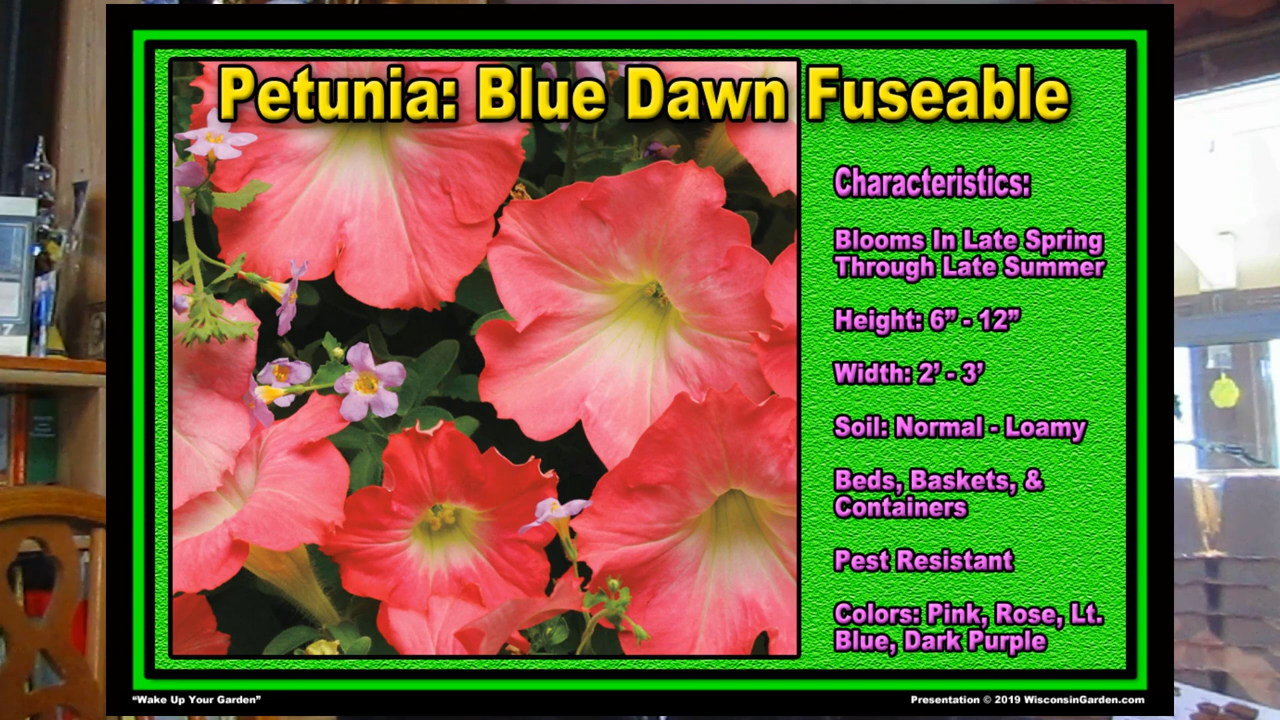 Petunia: Blue Dawn Fuseable
Characteristics:
Blooms In Late Spring
Through Late Summer
Height: 6” - 12”
Width: 2’ - 3’
Soil: Normal - Loamy
Beds, Baskets, &
Containers
Pest Resistant
Colors: Pink, Rose, Lt.
Blue, Dark Purple
“Wake Up Your Garden”
Presentation © 2019 WisconsinGarden.com
7